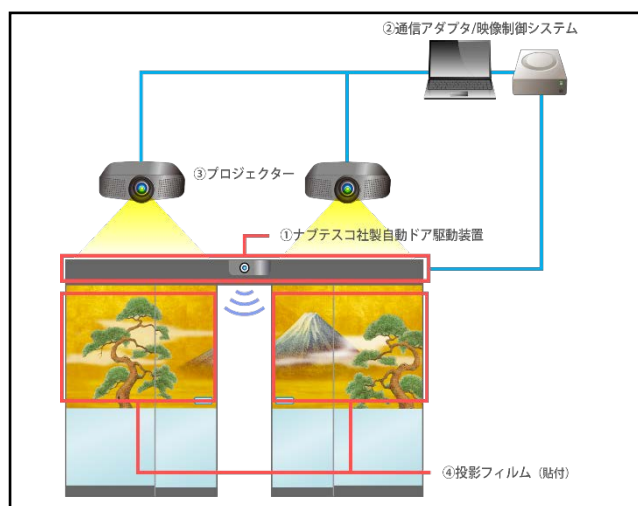 ②通信アダプタ/映像制御システム
③プロジェクター
①ナブテスコ社製自動ドア駆動装置
④投影フィルム（貼付）